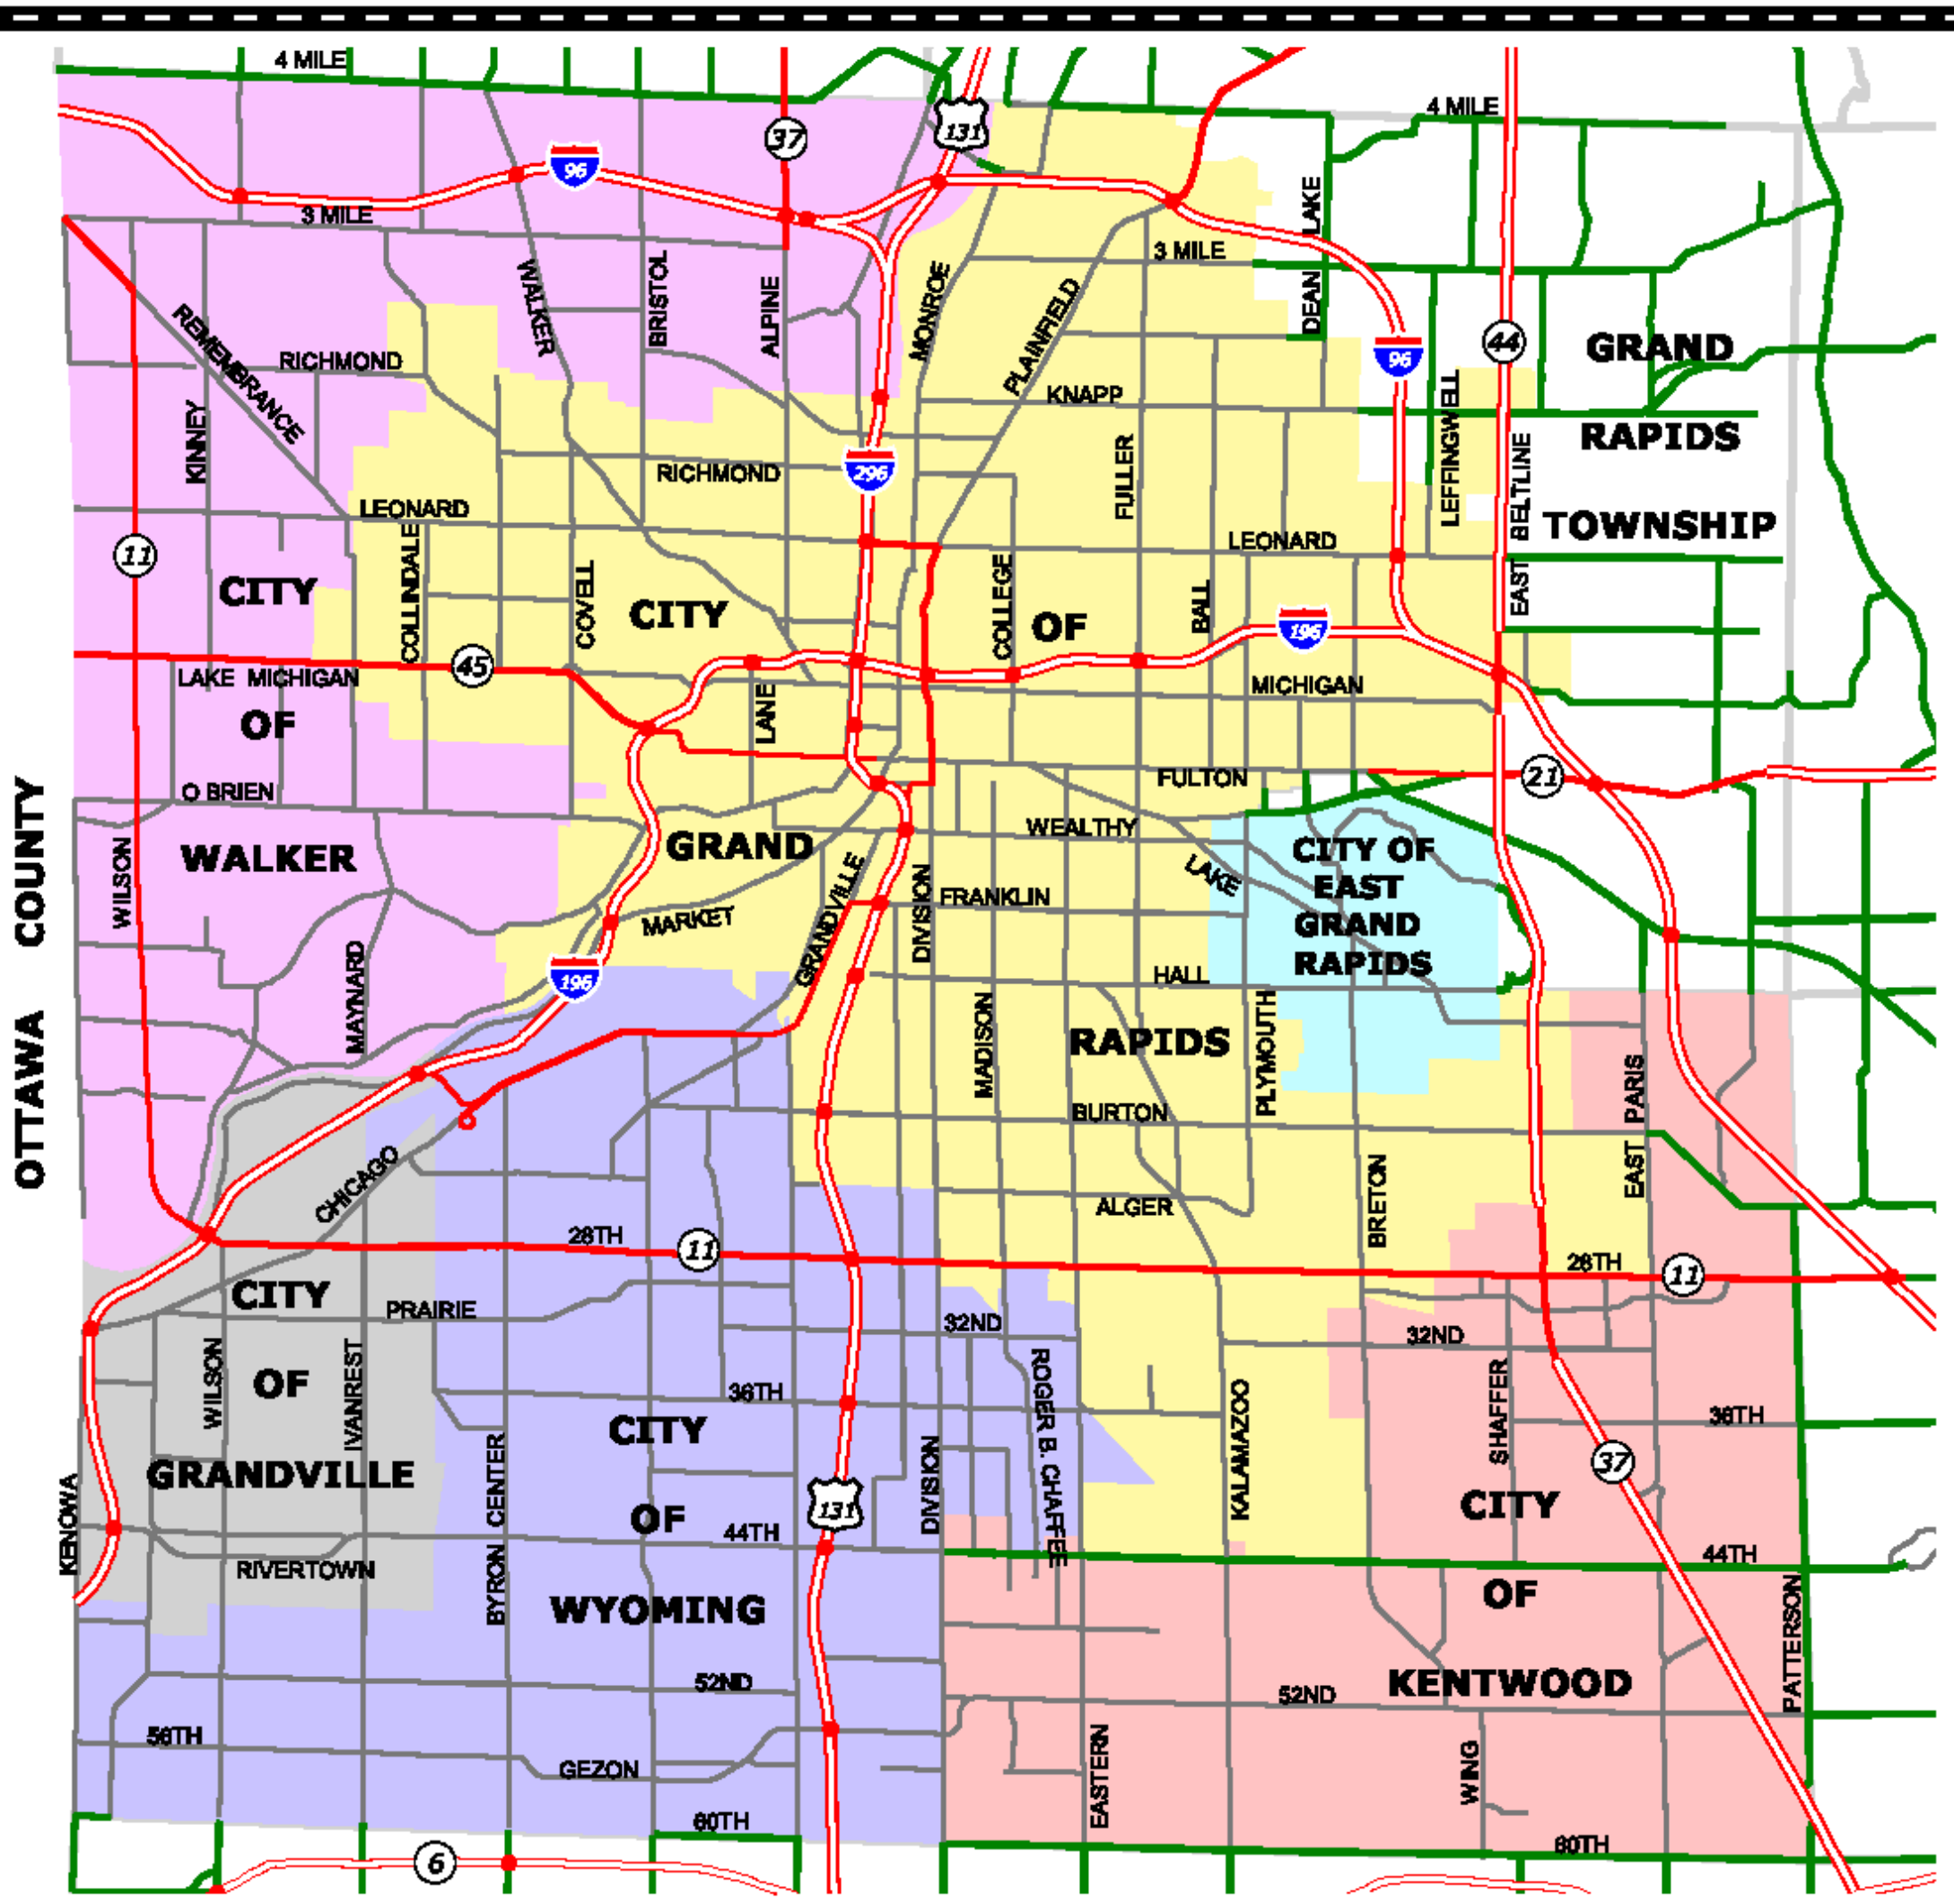 4 MILE
37
131
4 MILE
96
LAKE
3 MILE
3 MILE
WALKER
BRISTOL
ALPINE
MONROE
PLAINFIELD
DEAN
REMEMBRANCE
RICHMOND
96
44
GRAND
KINNEY
KNAPP
LEFFINGWELL
RAPIDS
RICHMOND
296
FULLER
BELTLINE
LEONARD
TOWNSHIP
11
COLLINDALE
LEONARD
CITY
COVELL
CITY
COLLEGE
OF
BALL
EAST
196
45
LAKE MICHIGAN
MICHIGAN
OF
LANE
FULTON
21
O BRIEN
OTTAWA COUNTY
WILSON
WALKER
GRAND
WEALTHY
CITY OF
EAST
GRAND
RAPIDS
LAKE
GRANDVILLE
DIVISION
FRANKLIN
MARKET
MAYNARD
196
HALL
MADISON
RAPIDS
PLYMOUTH
EAST PARIS
BURTON
CHICAGO
ALGER
BRETON
28TH
11
28TH
11
CITY
PRAIRIE
32ND
32ND
WILSON
OF
IVANREST
36TH
ROGER B. CHAFFEE
KALAMAZOO
SHAFFER
36TH
CITY
37
GRANDVILLE
BYRON CENTER
DIVISION
131
CITY
KENOWA
OF
44TH
44TH
RIVERTOWN
OF
WYOMING
PATTERSON
52ND
52ND
KENTWOOD
56TH
GEZON
EASTERN
WING
60TH
60TH
6